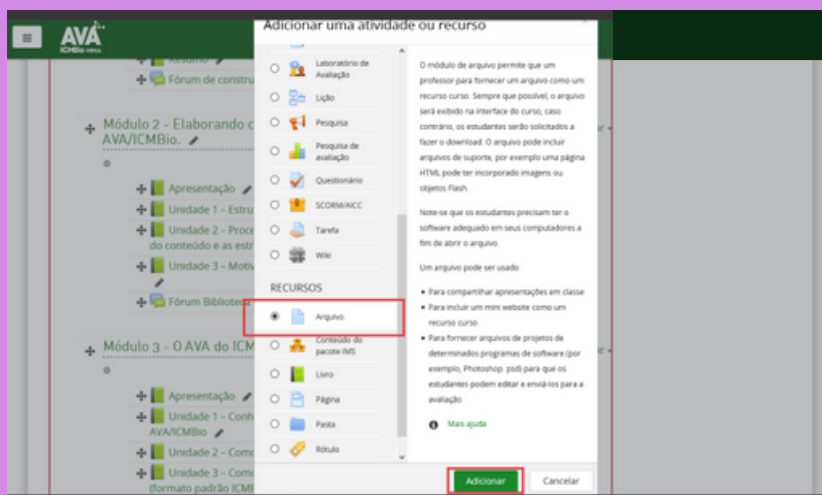 Adicionar uma atividade ou recurso
AVA
ICMBio
Resumo
Fórum de constru
Módulo 2 - Elaborando c
AVA/ICMBio.
Apresentação
Unidade 1 – Estru
Unidade 2 – Proce
do conteúdo e as estr
Unidade 3 – Motiv
Fórum Biblioteca
Módulo 3 - O AVA do ICM
Apresentação
Unidade 1 – Conh
AVA/ICMBio
Unidade 2 – Como
Unidade 3 – Como
(formato padrão ICMB
Laboratório de
Avaliação
Lição
Pesquisa
Pesquisa de
avaliação
Questionário
SCORM/AICC
Tarefa
Wiki
RECURSOS
Arquivo
Conteúdo do
pacote IMS
Livro
Página
Pasta
Rótulo
O módulo de arquivo permite que um
professor para fornecer um arquivo como um
recurso curso. Sempre que possível, o arquivo
será exibido na interface do curso, caso
contrário, os estudantes serão solicitados a
fazer o download. O arquivo pode incluir
arquivos de suporte, por exemplo uma página
HTML pode ter incorporado imagens ou
objetos Flash.
Note-se que os estudantes precisam ter o
software adequado em seus computadores a
fim de abrir o arquivo.
Um arquivo pode ser usado
• Para compartilhar apresentações em classe
• Para incluir um mini website como um
recurso curso
• Para fornecer arquivos de projetos de
determinados programas de software (por
exemplo, Photoshop .psd) para que os
estudantes podem editar e enviá-los para a
avaliação
Mais ajuda
Adicionar
Cancelar